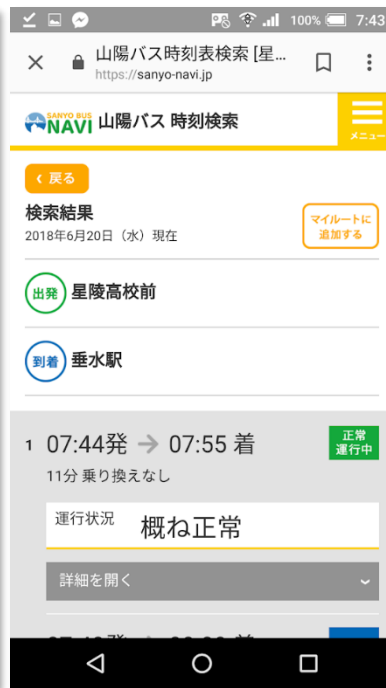 100% 7:43
山陽バス時刻表検索 [星...
https://sanyo-navi.jp
SANYO BUS
NAVI 山陽バス 時刻検索
メニュー
戻る
検索結果
2018年6月20日（水）現在
マイルートに
追加する
出発 星陵高校前
到着 垂水駅
1 07:44発 → 07:55 着
正常
運行中
11分 乗り換えなし
運行状況 概ね正常
詳細を開く